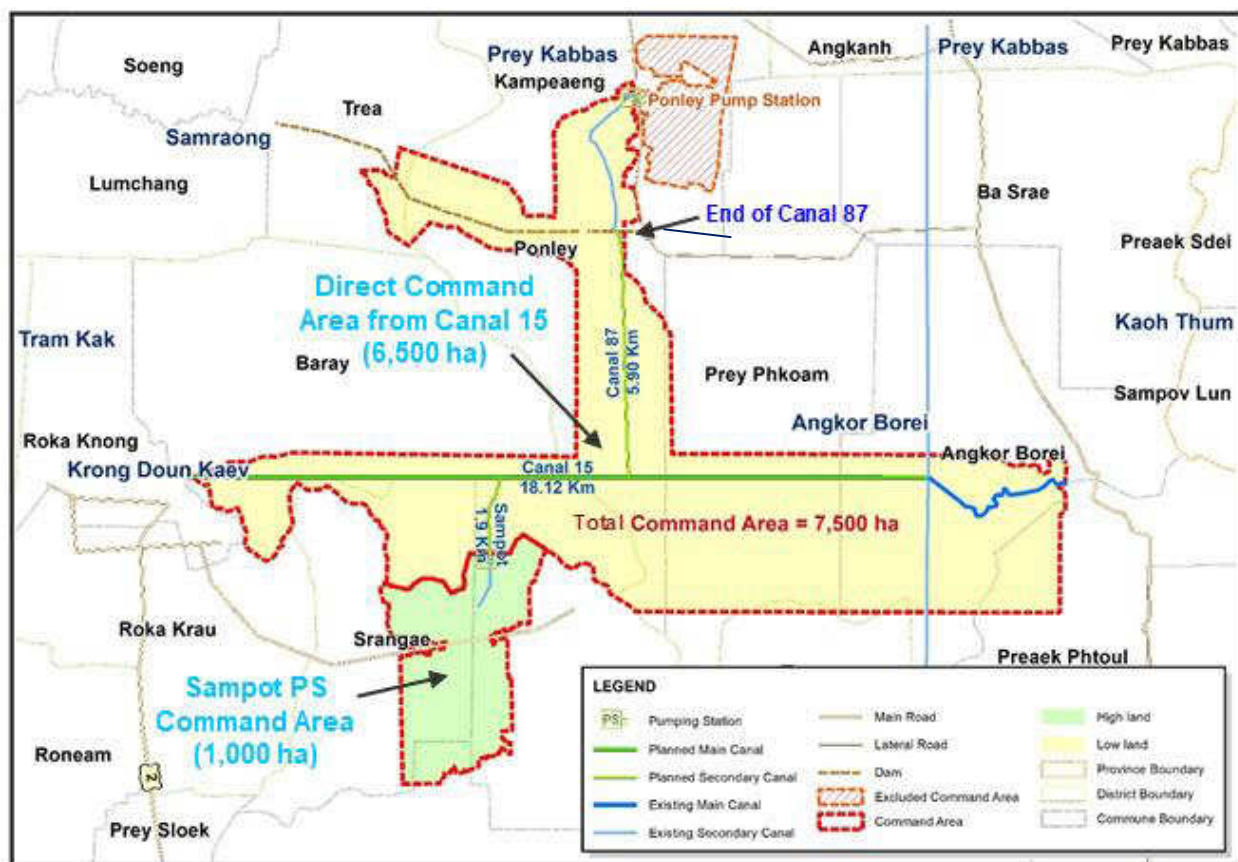 Prey Kabbas
Angkanh
Prey Kabbas
Prey Kabbas
Soeng
Kampeaeng
Trea
Ponley Pump Station
Samraong
Lumchang
Ba Srae
End of Canal 87
Preaek Sdei
Ponley
Direct Command
Area from Canal 15
(6,500 ha)
Tram Kak
Kaoh Thum
Canal 87
5.90 Km
Baray
Prey Phkoam
Sampov Lun
Angkor Borei
Roka Knong
Angkor Borei
Krong Doun Kaev
Canal 15
18.12 Km
Sampot
1.9 Km
Total Command Area = 7,500 ha
Roka Krau
Srangae
Preaek Phtoul
Sampot PS
Command Area
(1,000 ha)
Roneam
2
Prey Sloek
LEGEND
PS Pumping Station
Planned Main Canal
Planned Secondary Canal
Existing Main Canal
Existing Secondary Canal
Main Road
Lateral Road
Dam
Excluded Command Area
Command Area
High land
Low land
Province Boundary
District Boundary
Commune Boundary